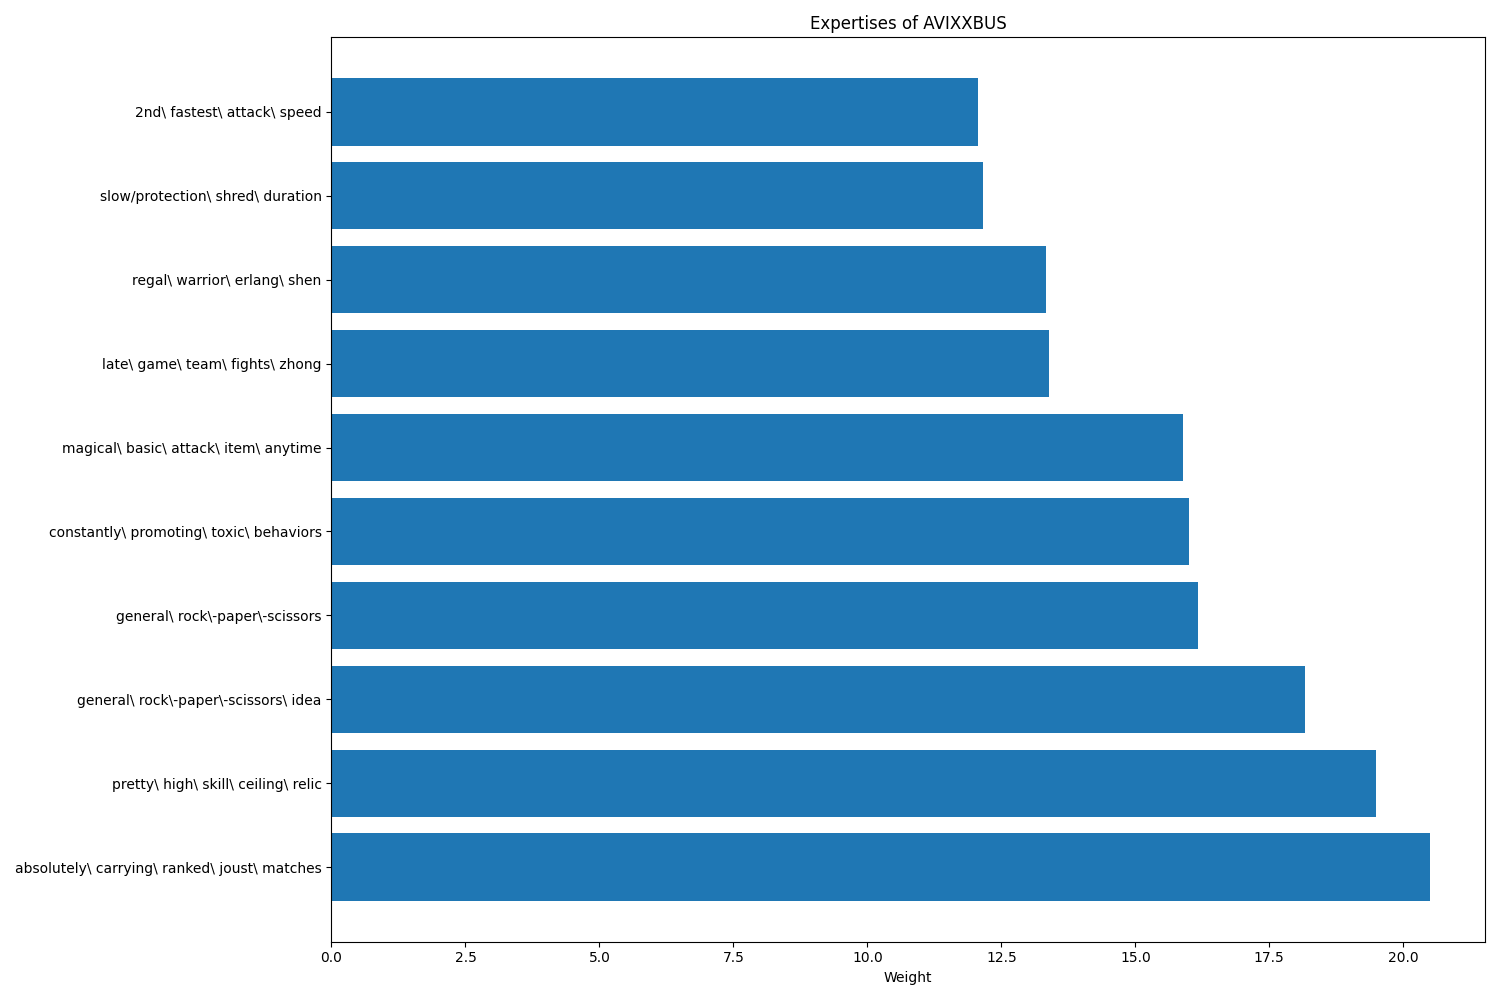 Expertises of AVIXXBUS
2nd\ fastest\ attack\ speed
slow/protection\ shred\ duration
regal\ warrior\ erlang\ shen
late\ game\ team\ fights\ zhong
magical\ basic\ attack\ item\ anytime
constantly\ promoting\ toxic\ behaviors
general\ rock\-paper\-scissors
general\ rock\-paper\-scissors\ idea
pretty\ high\ skill\ ceiling\ relic
absolutely\ carrying\ ranked\ joust\ matches
0.0 2.5 5.0 7.5 10.0 12.5 15.0 17.5 20.0
Weight